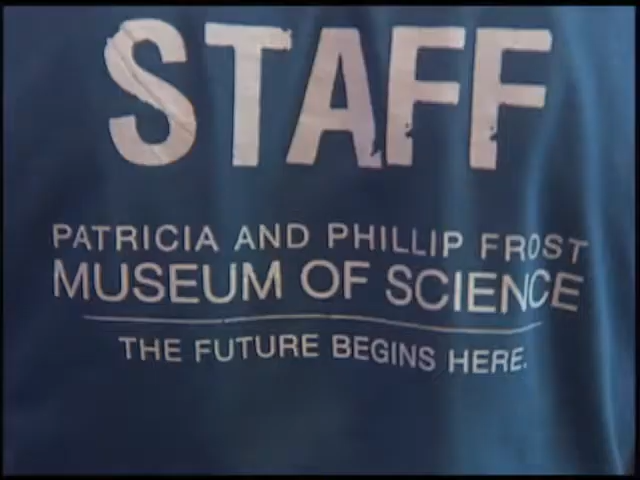 STAFF
PATRICIA AND PHILLIP FROST
MUSEUM OF SCIENCE
THE FUTURE BEGINS HERE.